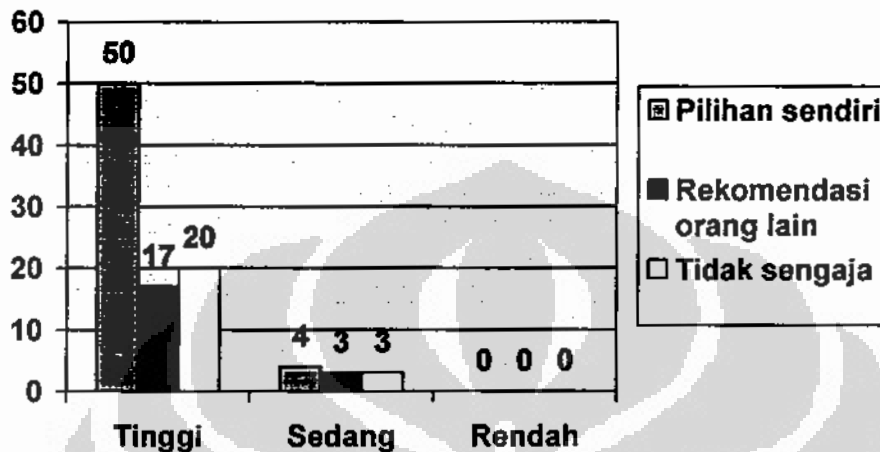 60
50
50
40
30
17 20
20
10
4 3 3
0 0 0
0
Tinggi Sedang Rendah
Pilihan sendiri
Rekomendasi
orang lain
Tidak sengaja